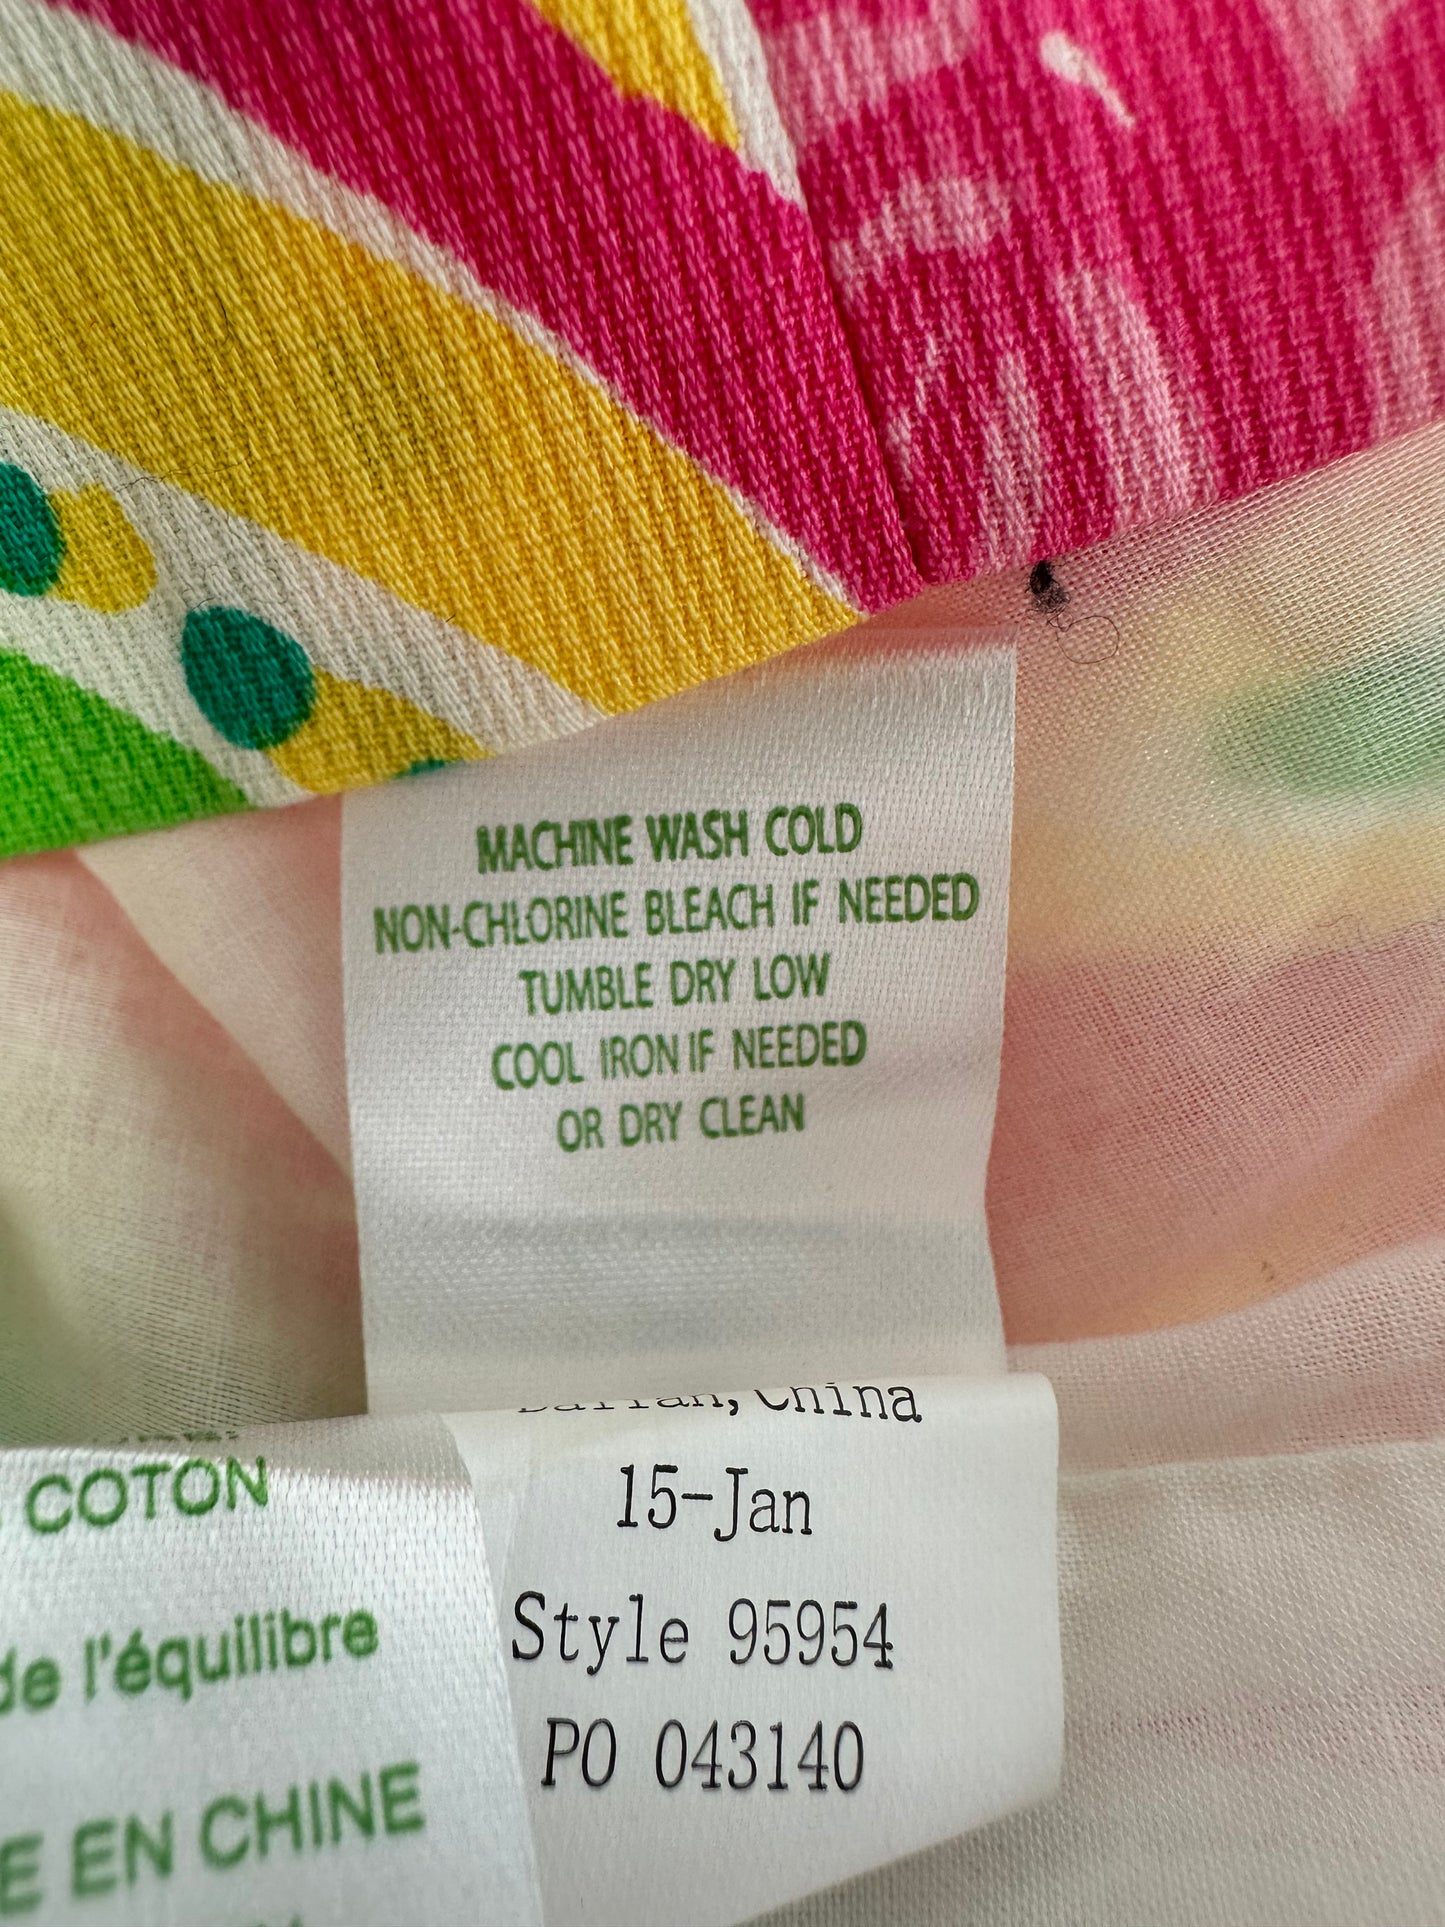 MACHINE WASH COLD
NON-CHLORINE BLEACH IF NEEDED
TUMBLE DRY LOW
COOL IRON IF NEEDED
OR DRY CLEAN
China
15-Jan
Style 95954
PO 043140
COTON
de l'équilibre
EN CHINE